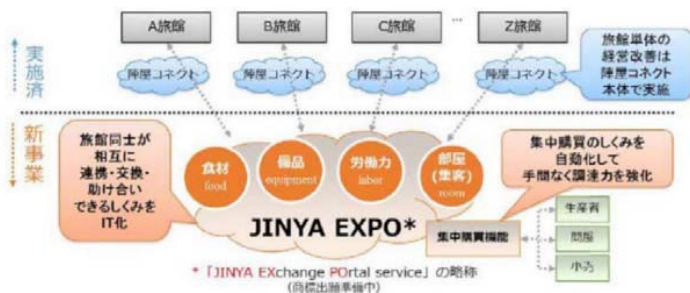 A旅館
B旅館
C旅館
…
Z旅館
実施済
陣屋コネクト
陣屋コネクト
陣屋コネクト
陣屋コネクト
旅館単体の
経営改善は
陣屋コネクト
本体で実施
新事業
旅館同士が
相互に
連携・交換・
助け合い
できるしくみを
IT化
食材
food
備品
equipment
労働力
labor
部屋
(集客)
room
集中購買のしくみを
自動化して
手間なく調達力を強化
JINYA EXPO*
集中購買機能
生産者
問屋
小売
*「JINYA EXchange POrtal service」の略称
(商標出願準備中)